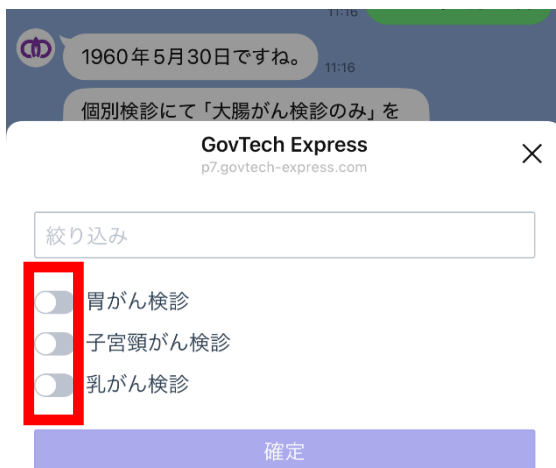 11:16
1960年5月30日ですね。
11:16
個別検診にて「大腸がん検診のみ」を
GovTech Express
p7.govtech-express.com
絞り込み
胃がん検診
子宮頸がん検診
乳がん検診
確定